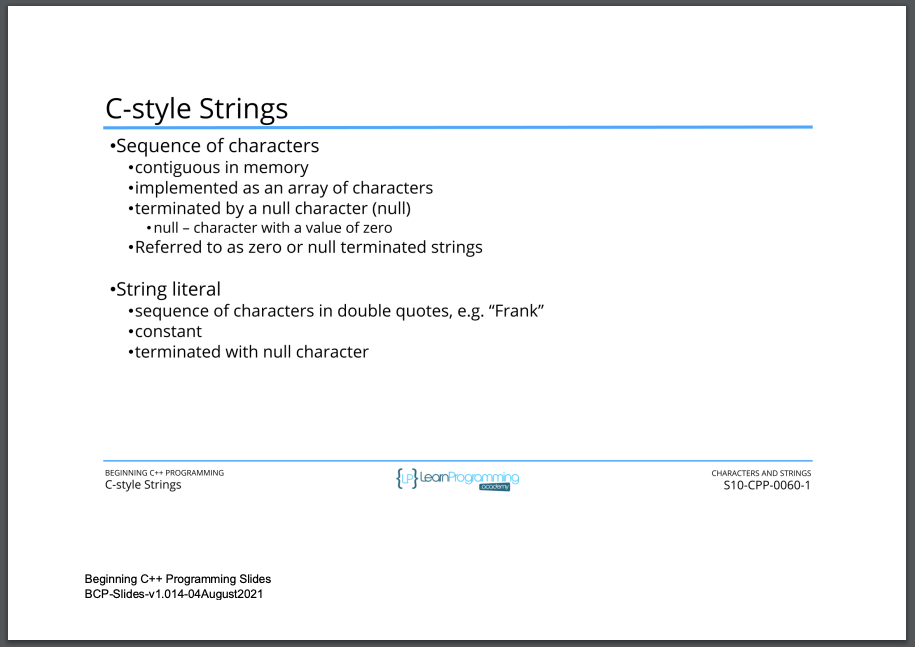 C-style Strings
•Sequence of characters
•contiguous in memory
•implemented as an array of characters
•terminated by a null character (null)
•null – character with a value of zero
•Referred to as zero or null terminated strings
•String literal
•sequence of characters in double quotes, e.g. “Frank”
•constant
•terminated with null character
BEGINNING C++ PROGRAMMING
C-style Strings
{LP} LearnProgramming
academy
CHARACTERS AND STRINGS
S10-CPP-0060-1
Beginning C++ Programming Slides
BCP-Slides-v1.014-04August2021